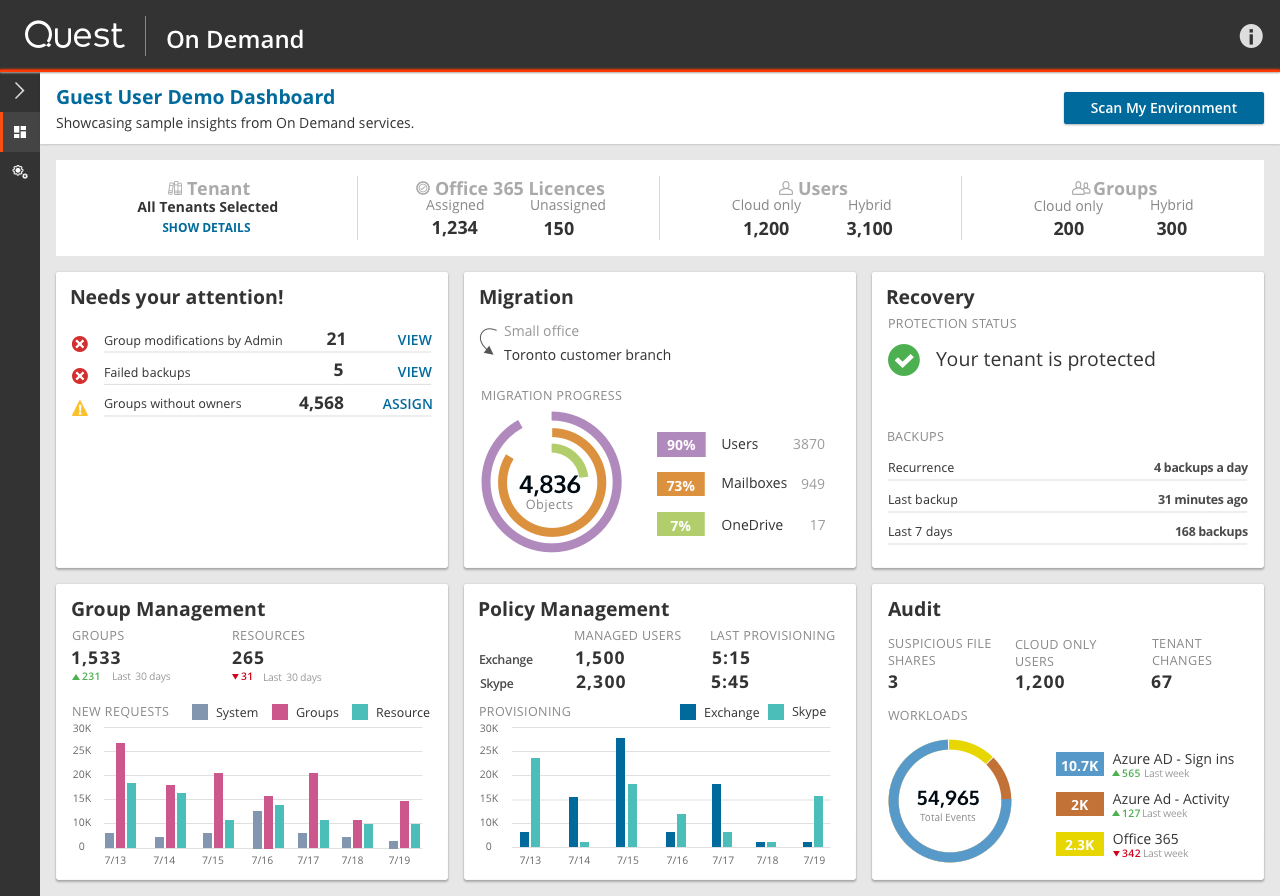 Quest
On Demand
Guest User Demo Dashboard
Showcasing sample insights from On Demand services.
Scan My Environment
Tenant
All Tenants Selected
SHOW DETAILS
Office 365 Licences
Assigned Unassigned
1,234 150
Users
Cloud only Hybrid
1,200 3,100
Groups
Cloud only Hybrid
200 300
Needs your attention!
Group modifications by Admin 21 VIEW
Failed backups 5 VIEW
Groups without owners 4,568 ASSIGN
Migration
Small office
Toronto customer branch
MIGRATION PROGRESS
4,836
Objects
90% Users 3870
73% Mailboxes 949
7% OneDrive 17
Recovery
PROTECTION STATUS
Your tenant is protected
BACKUPS
Recurrence 4 backups a day
Last backup 31 minutes ago
Last 7 days 168 backups
Group Management
GROUPS RESOURCES
1,533 265
231 Last 30 days 31 Last 30 days
NEW REQUESTS System Groups Resource
30K
25K
20K
15K
10K
0
7/13 7/14 7/15 7/16 7/17 7/18 7/19
Policy Management
MANAGED USERS LAST PROVISIONING
Exchange 1,500 5:15
Skype 2,300 5:45
PROVISIONING Exchange Skype
30K
25K
20K
15K
10K
0
7/13 7/14 7/15 7/16 7/17 7/18 7/19
Audit
SUSPICIOUS FILE SHARES
3
CLOUD ONLY USERS
1,200
TENANT CHANGES
67
WORKLOADS
54,965
Total Events
10.7K Azure AD - Sign ins
565 Last week
2K Azure Ad - Activity
127 Last week
2.3K Office 365
342 Last week